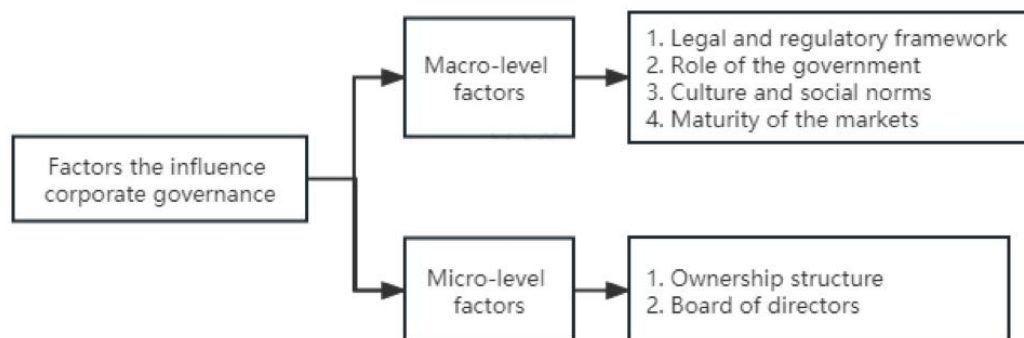 Factors the influence
corporate governance
Macro-level
factors
1. Legal and regulatory framework
2. Role of the government
3. Culture and social norms
4. Maturity of the markets
Micro-level
factors
1. Ownership structure
2. Board of directors